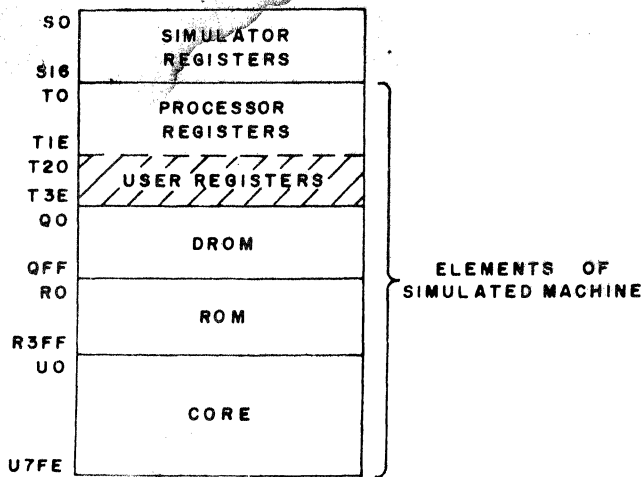 S0
SIMULATOR
REGISTERS
S16
T0
PROCESSOR
REGISTERS
T1E
T20
USER REGISTERS
T3E
Q0
DROM
QFF
R0
ROM
R3FF
U0
CORE
U7FE
ELEMENTS OF
SIMULATED MACHINE